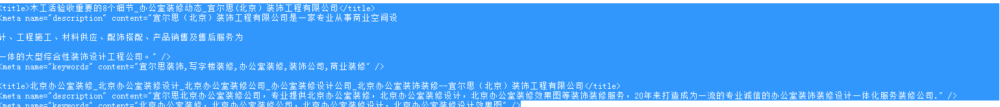 <title>木工活验收重要的8个细节_办公室装修动态_宜尔思(北京）装饰工程有限公司</title>
<meta name="description" content="宜尔思（北京）装饰工程有限公司是一家专业从事商业空间设
计、工程施工、材料供应、配饰搭配、产品销售及售后服务为
一体的大型综合性装饰设计工程公司。" />
<meta name="keywords" content="宜尔思装饰,写字楼装修,办公室装修,装饰公司,商业装修" />
<title>北京办公室装修_北京办公室装修设计_北京办公室装修公司_办公室装修设计公司_北京办公室装饰装修--宜尔思（北京）装饰工程有限公司</title>
<meta name="description" content="宜尔思北京办公室装修公司，专业提供北京办公室装修，北京办公室装修设计，北京办公室装修效果图等装饰装修服务，20年来打造成为一流的专业诚信的办公室装饰装修设计一体化服务装修公司." />
<meta name="keywords" content="北京办公室装修，北京办公室装修公司，北京办公室装修设计，北京办公室装修设计效果图" />